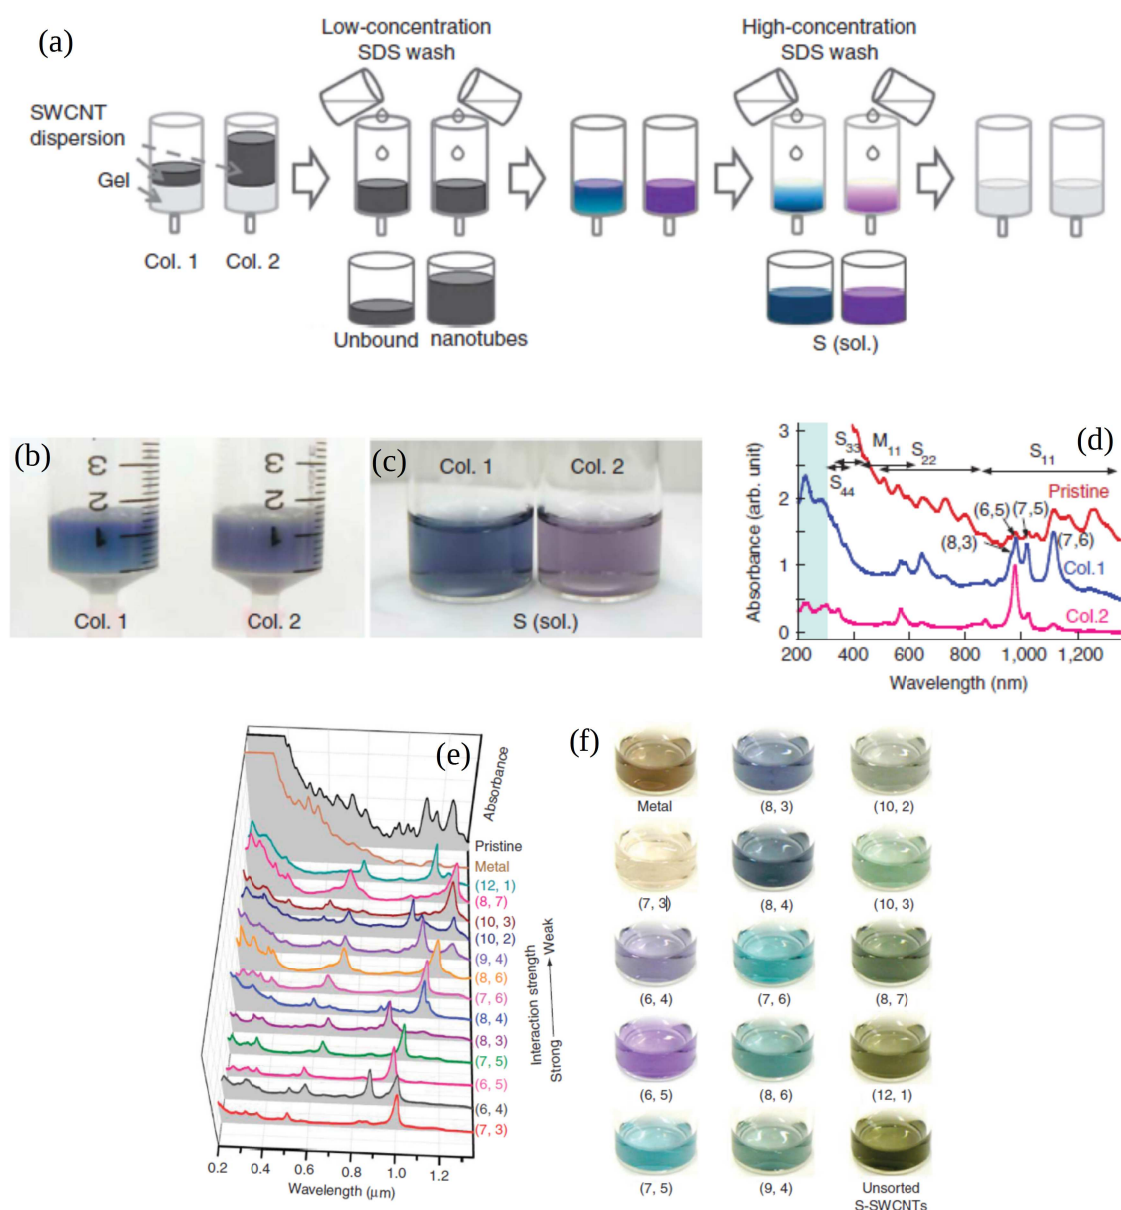 (a)
Low-concentration
SDS wash
High-concentration
SDS wash
SWCNT
dispersion
Gel
Col. 1
Col. 2
Unbound
nanotubes
S (sol.)
(b)
3
2
1
Col. 1
3
2
1
Col. 2
(c)
Col. 1
Col. 2
S (sol.)
(d)
Absorbance (arb. unit)
3
2
1
0
S33
M11
S22
S11
S44
Pristine
(6,5)
(7,5)
(8,3)
(7,6)
Col.1
Col.2
200
400
600
800
1,000
1,200
Wavelength (nm)
(e)
Absorbance
Pristine
Metal
(12, 1)
(8, 7)
(10, 3)
(10, 2)
(9, 4)
(8, 6)
(7, 6)
(8, 4)
(8, 3)
(7, 5)
(6, 5)
(6, 4)
(7, 3)
Interaction strength
Strong
Weak
0.2
0.4
0.6
0.8
1.0
1.2
Wavelength (μm)
(f)
Metal
(8, 3)
(10, 2)
(7, 3)
(8, 4)
(10, 3)
(6, 4)
(7, 6)
(8, 7)
(6, 5)
(8, 6)
(12, 1)
(7, 5)
(9, 4)
Unsorted
S-SWCNTs